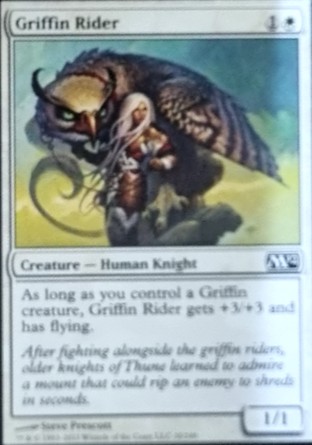 Griffin Rider 1
Creature — Human Knight
As long as you control a Griffin
creature, Griffin Rider gets +3/+3 and
has flying.
After fighting alongside the griffin riders,
older knights of Thune learned to admire
a mount that could rip an enemy to shreds
in seconds.
Steve Prescott
1/1